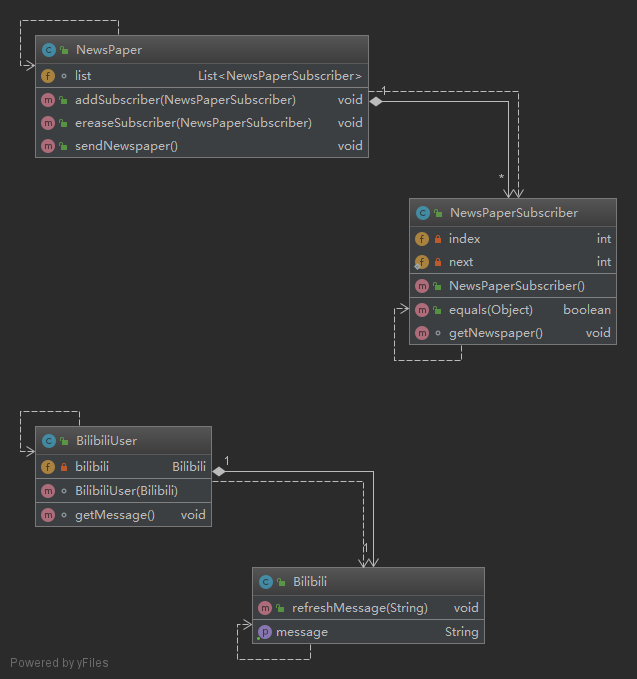 NewsPaper
list List<NewsPaperSubscriber>
addSubscriber(NewsPaperSubscriber) void
ereaseSubscriber(NewsPaperSubscriber) void
sendNewspaper() void
1
*
NewsPaperSubscriber
index int
next int
NewsPaperSubscriber()
equals(Object) boolean
getNewspaper() void
BilibiliUser
bilibili Bilibili
BilibiliUser(Bilibili)
getMessage() void
1
1
Bilibili
refreshMessage(String) void
message String
Powered by yFiles